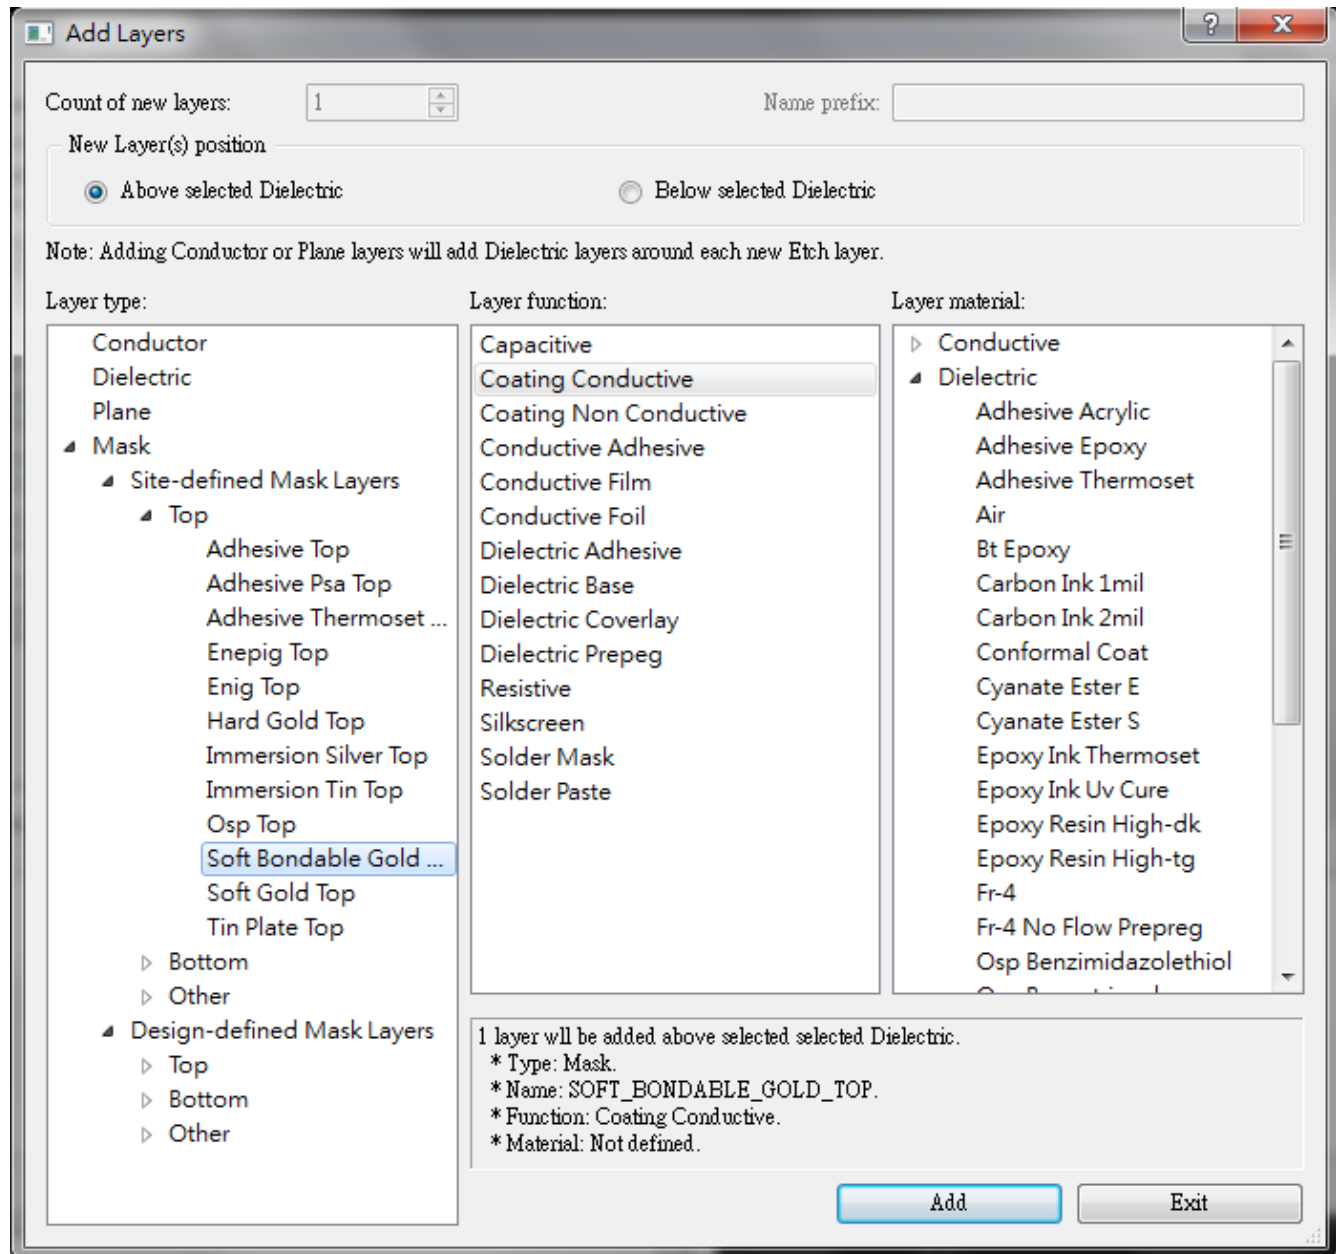 Add Layers
Count of new layers: 1 Name prefix:
New Layer(s) position
Above selected Dielectric Below selected Dielectric
Note: Adding Conductor or Plane layers will add Dielectric layers around each new Etch layer.
Layer type:
Conductor
Dielectric
Plane
Mask
Site-defined Mask Layers
Top
Adhesive Top
Adhesive Psa Top
Adhesive Thermoset ...
Enepig Top
Enig Top
Hard Gold Top
Immersion Silver Top
Immersion Tin Top
Osp Top
Soft Bondable Gold ...
Soft Gold Top
Tin Plate Top
Bottom
Other
Design-defined Mask Layers
Top
Bottom
Other
Layer function:
Capacitive
Coating Conductive
Coating Non Conductive
Conductive Adhesive
Conductive Film
Conductive Foil
Dielectric Adhesive
Dielectric Base
Dielectric Coverlay
Dielectric Prepeg
Resistive
Silkscreen
Solder Mask
Solder Paste
Layer material:
Conductive
Dielectric
Adhesive Acrylic
Adhesive Epoxy
Adhesive Thermoset
Air
Bt Epoxy
Carbon Ink 1mil
Carbon Ink 2mil
Conformal Coat
Cyanate Ester E
Cyanate Ester S
Epoxy Ink Thermoset
Epoxy Ink Uv Cure
Epoxy Resin High-dk
Epoxy Resin High-tg
Fr-4
Fr-4 No Flow Prepreg
Osp Benzimidazolethiol
1 layer wll be added above selected selected Dielectric.
* Type: Mask.
* Name: SOFT_BONDABLE_GOLD_TOP.
* Function: Coating Conductive.
* Material: Not defined.
Add Exit